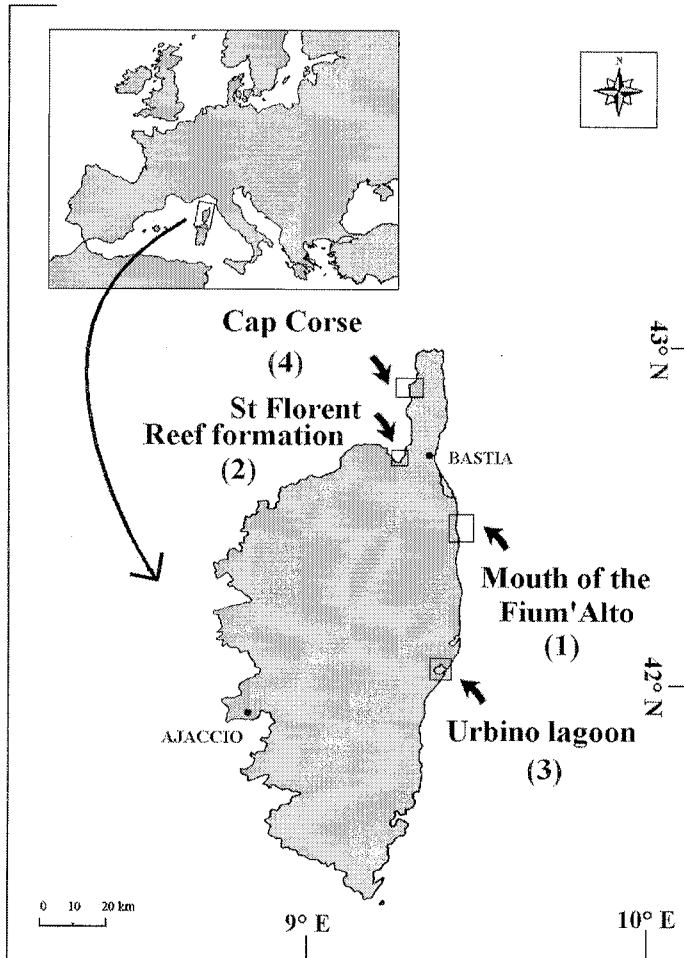 N
Cap Corse
(4)
43° N
St Florent
Reef formation
(2)
BASTIA
Mouth of the
Fium'Alto
(1)
42° N
AJACCIO
Urbino lagoon
(3)
0 10 20 km
9° E
10° E